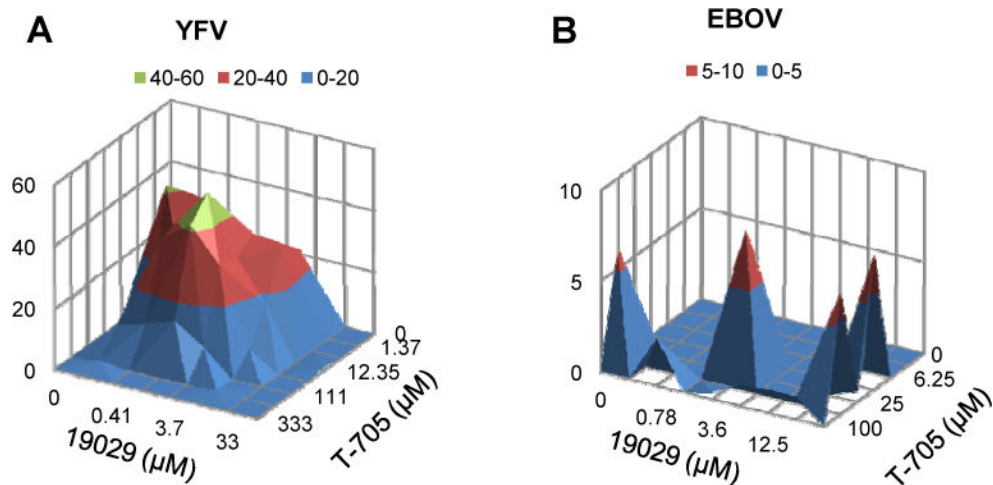 A
YFV
40-60 20-40 0-20
60
40
20
0
0
0.41
3.7
33
19029 (µM)
333
111
12.35
1.37
0
T-705 (µM)
B
EBOV
5-10 0-5
10
5
0
0
0.78
3.6
12.5
19029 (µM)
100
25
6.25
0
T-705 (µM)